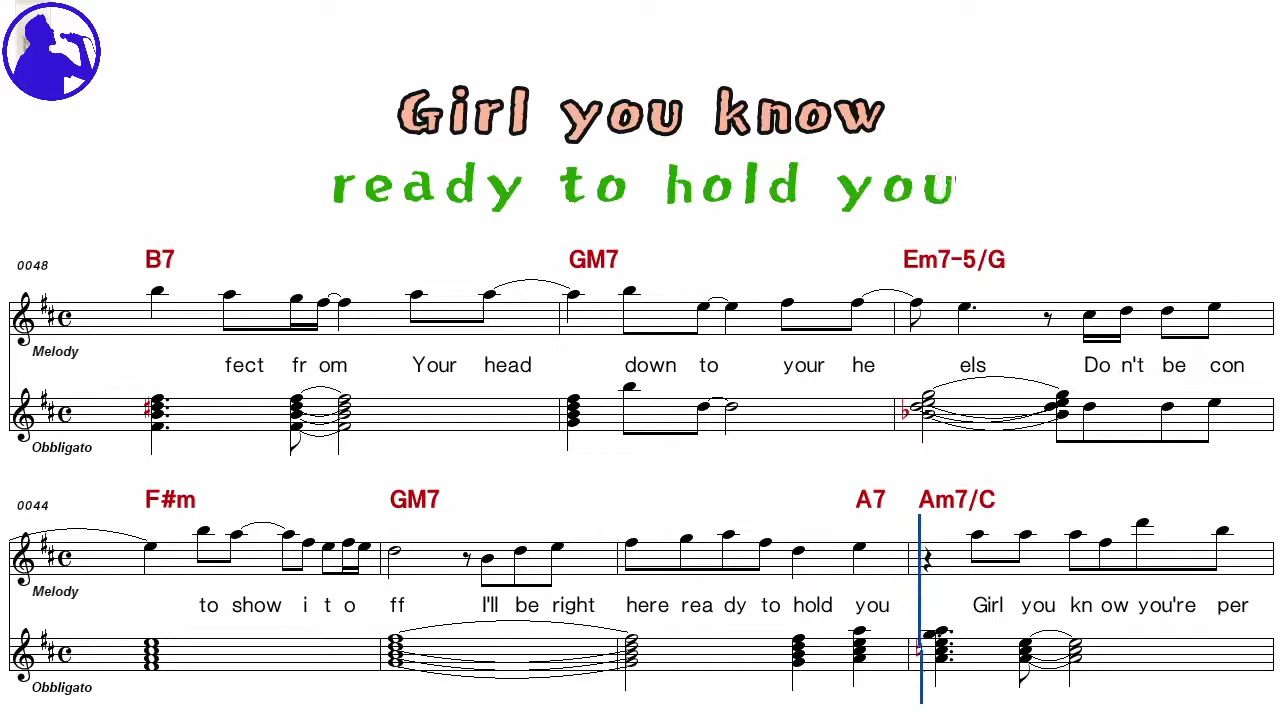 Girl you know
ready to hold you
0048 B7 GM7 Em7-5/G
Melody
fect fr om Your head down to your he els Do n't be con
Obbligato
0044 F#m GM7 A7 Am7/C
Melody
to show i t o ff I'll be right here rea dy to hold you Girl you kn ow you're per
Obbligato